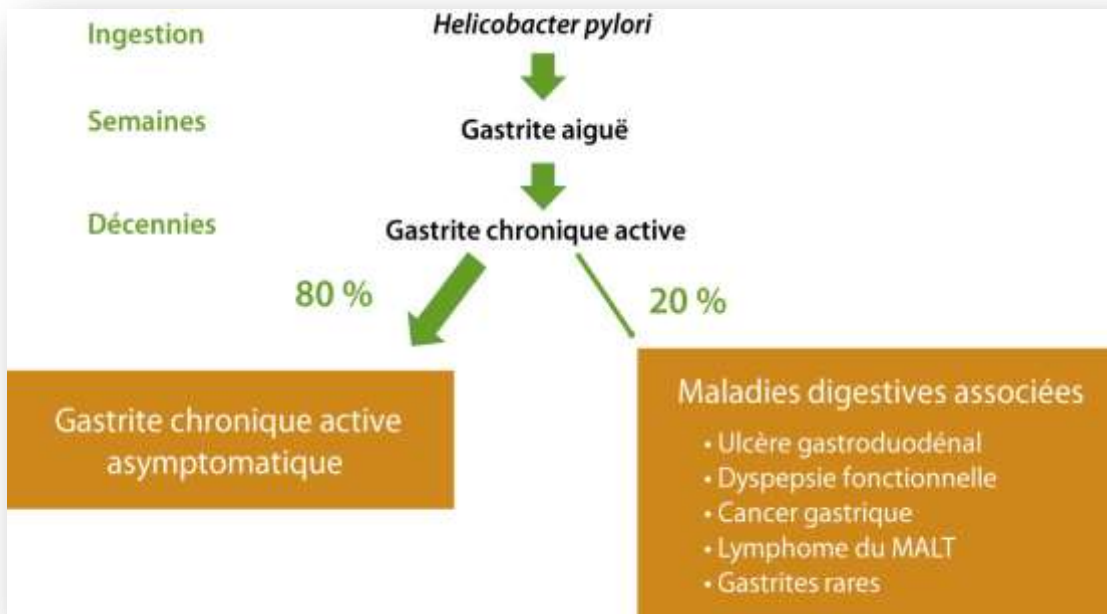 Ingestion
Helicobacter pylori
Semaines
Gastrite aiguë
Décennies
Gastrite chronique active
80 %
20 %
Gastrite chronique active
asymptomatique
Maladies digestives associées
• Ulcère gastroduodénal
• Dyspepsie fonctionnelle
• Cancer gastrique
• Lymphome du MALT
• Gastrites rares